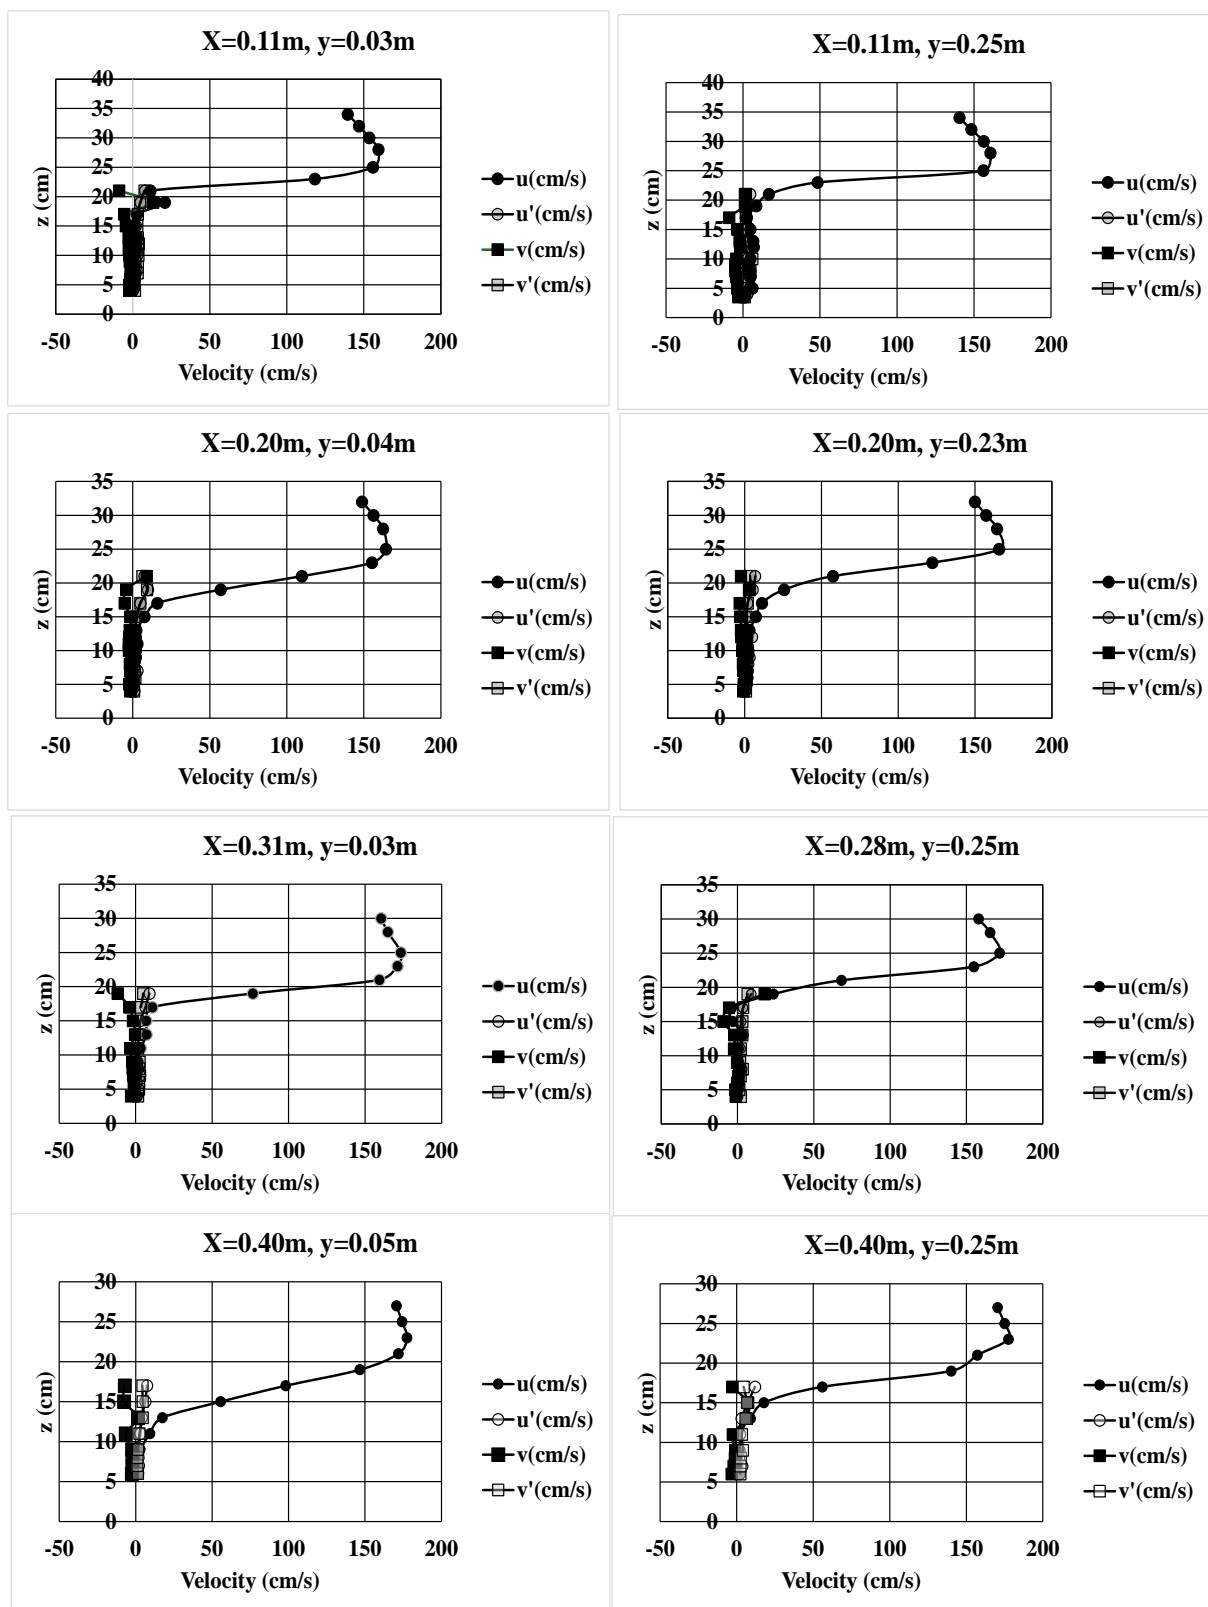 X=0.11m, y=0.03m
40
35
30
25
20
15
10
5
0
-50 0 50 100 150 200
z (cm)
Velocity (cm/s)
u(cm/s)
u'(cm/s)
v(cm/s)
v'(cm/s)
X=0.11m, y=0.25m
40
35
30
25
20
15
10
5
0
-50 0 50 100 150 200
z (cm)
Velocity (cm/s)
u(cm/s)
u'(cm/s)
v(cm/s)
v'(cm/s)
X=0.20m, y=0.04m
35
30
25
20
15
10
5
0
-50 0 50 100 150 200
z (cm)
Velocity (cm/s)
u(cm/s)
u'(cm/s)
v(cm/s)
v'(cm/s)
X=0.20m, y=0.23m
35
30
25
20
15
10
5
0
-50 0 50 100 150 200
z (cm)
Velocity (cm/s)
u(cm/s)
u'(cm/s)
v(cm/s)
v'(cm/s)
X=0.31m, y=0.03m
35
30
25
20
15
10
5
0
-50 0 50 100 150 200
z (cm)
Velocity (cm/s)
u(cm/s)
u'(cm/s)
v(cm/s)
v'(cm/s)
X=0.28m, y=0.25m
35
30
25
20
15
10
5
0
-50 0 50 100 150 200
z (cm)
Velocity (cm/s)
u(cm/s)
u'(cm/s)
v(cm/s)
v'(cm/s)
X=0.40m, y=0.05m
30
25
20
15
10
5
0
-50 0 50 100 150 200
z (cm)
Velocity (cm/s)
u(cm/s)
u'(cm/s)
v(cm/s)
v'(cm/s)
X=0.40m, y=0.25m
30
25
20
15
10
5
0
-50 0 50 100 150 200
z (cm)
Velocity (cm/s)
u(cm/s)
u'(cm/s)
v(cm/s)
v'(cm/s)